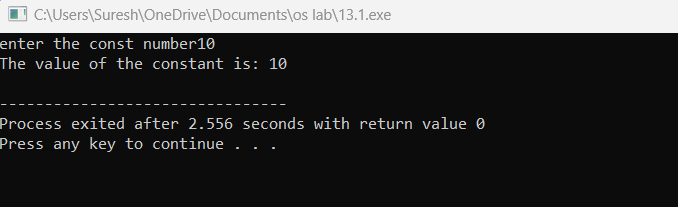 C:\Users\Suresh\OneDrive\Documents\os lab\13.1.exe
enter the const number10
The value of the constant is: 10
--------------------------------
Process exited after 2.556 seconds with return value 0
Press any key to continue . . .